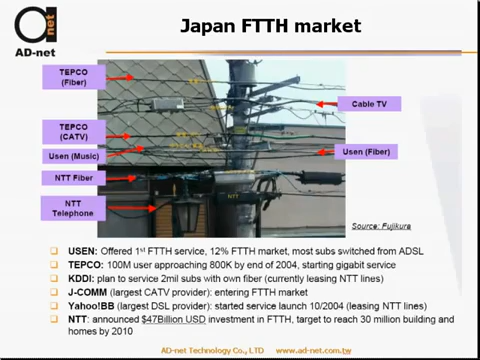 a net
AD-net
Japan FTTH market
TEPCO
(Fiber)
Cable TV
TEPCO
(CATV)
Usen (Music)
Usen (Fiber)
NTT Fiber
NTT
Telephone
NTT
Source: Fujikura
USEN: Offered 1st FTTH service, 12% FTTH market, most subs switched from ADSL
TEPCO: 100M user approaching 800K by end of 2004, starting gigabit service
KDDI: plan to service 2mil subs with own fiber (currently leasing NTT lines)
J-COMM (largest CATV provider): entering FTTH market
Yahoo!BB (largest DSL provider): started service launch 10/2004 (leasing NTT lines)
NTT: announced $47Billion USD investment in FTTH, target to reach 30 million building and
homes by 2010
AD-net Technology Co., LTD www.ad-net.com.tw